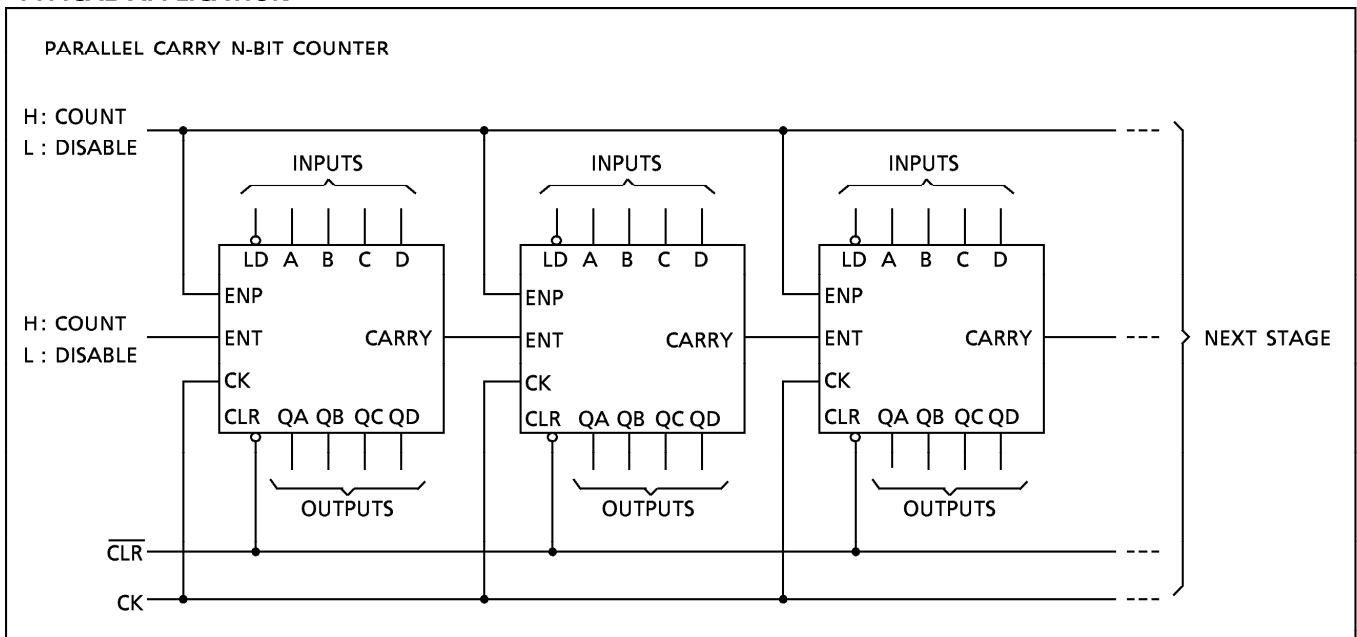 PARALLEL CARRY N-BIT COUNTER
H: COUNT
L : DISABLE
INPUTS INPUTS INPUTS
LD A B C D LD A B C D LD A B C D
ENP ENP ENP
H: COUNT
L : DISABLE
ENT CARRY ENT CARRY ENT CARRY NEXT STAGE
CK CK CK
CLR QA QB QC QD CLR QA QB QC QD CLR QA QB QC QD
OUTPUTS OUTPUTS OUTPUTS
CLR
CK